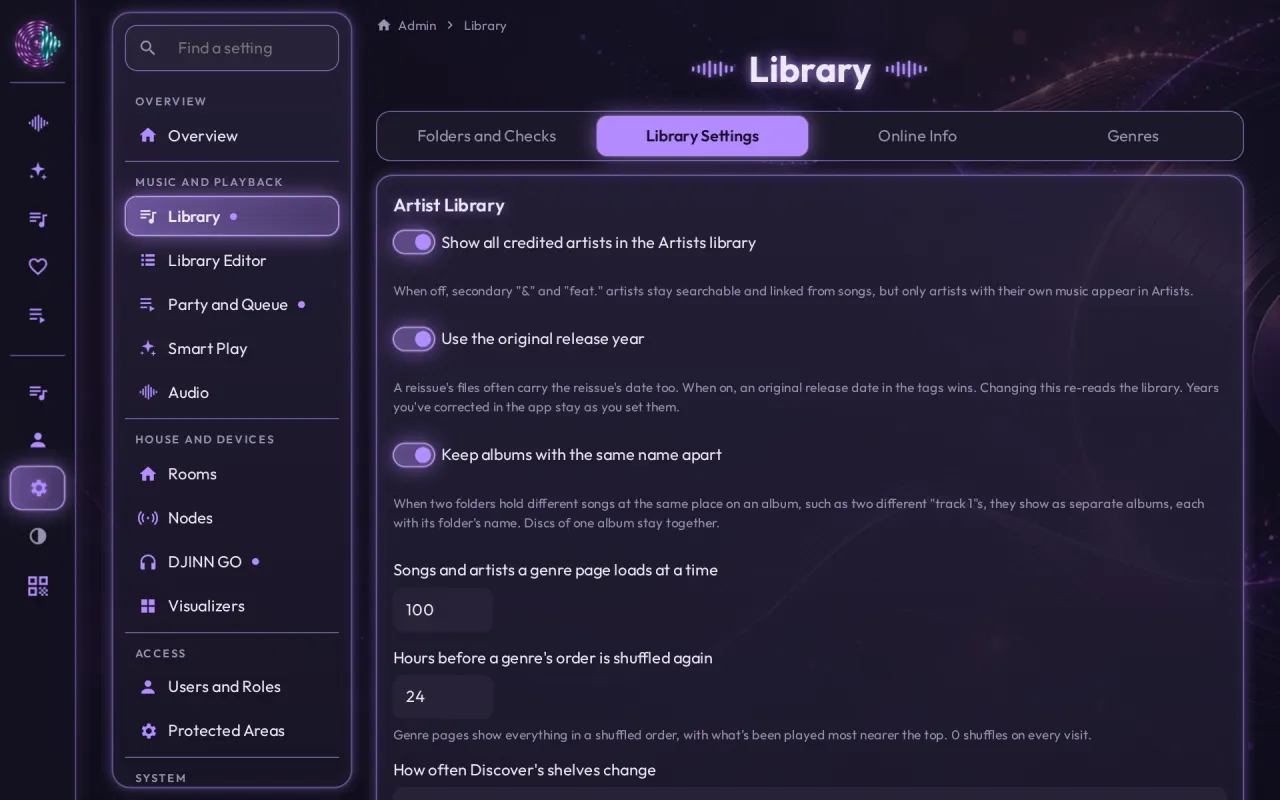 Find a setting
OVERVIEW
Overview
MUSIC AND PLAYBACK
Library
Library Editor
Party and Queue
Smart Play
Audio
HOUSE AND DEVICES
Rooms
Nodes
DJINN GO
Visualizers
ACCESS
Users and Roles
Protected Areas
SYSTEM
Admin > Library
Library
Folders and Checks
Library Settings
Online Info
Genres
Artist Library
Show all credited artists in the Artists library
When off, secondary "&" and "feat." artists stay searchable and linked from songs, but only artists with their own music appear in Artists.
Use the original release year
A reissue's files often carry the reissue's date too. When on, an original release date in the tags wins. Changing this re-reads the library. Years
you've corrected in the app stay as you set them.
Keep albums with the same name apart
When two folders hold different songs at the same place on an album, such as two different "track 1"s, they show as separate albums, each
with its folder's name. Discs of one album stay together.
Songs and artists a genre page loads at a time
100
Hours before a genre's order is shuffled again
24
Genre pages show everything in a shuffled order, with what's been played most nearer the top. 0 shuffles on every visit.
How often Discover's shelves change